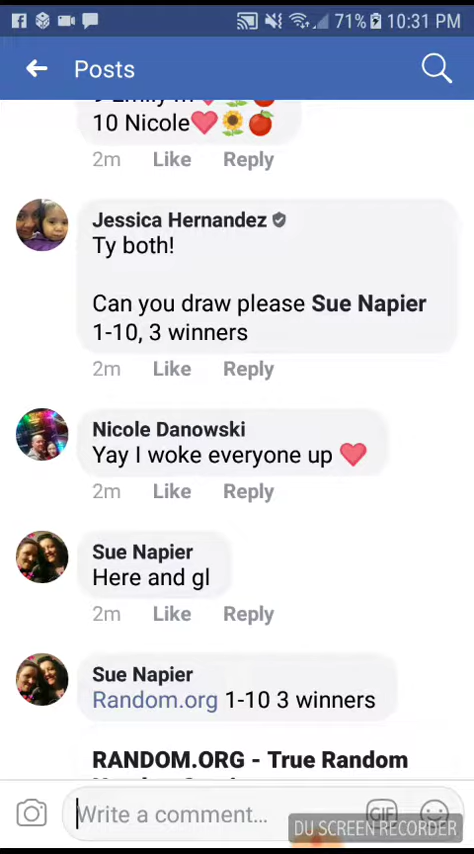 71% 10:31 PM
Posts
10 Nicole❤️🌻🍎
2m Like Reply
Jessica Hernandez
Ty both!
Can you draw please Sue Napier
1-10, 3 winners
2m Like Reply
Nicole Danowski
Yay I woke everyone up ❤️
2m Like Reply
Sue Napier
Here and gl
2m Like Reply
Sue Napier
Random.org 1-10 3 winners
RANDOM.ORG - True Random
Write a comment...
GIF
DU SCREEN RECORDER